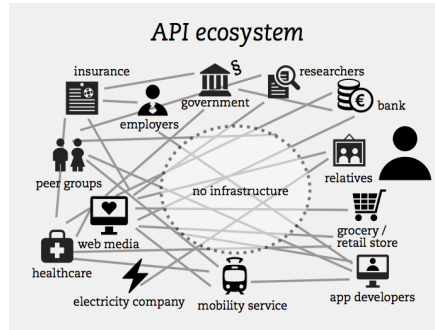 API ecosystem
insurance
§
researchers
government
employers
bank
peer groups
no infrastructure
relatives
web media
grocery /
retail store
healthcare
electricity company
mobility service
app developers